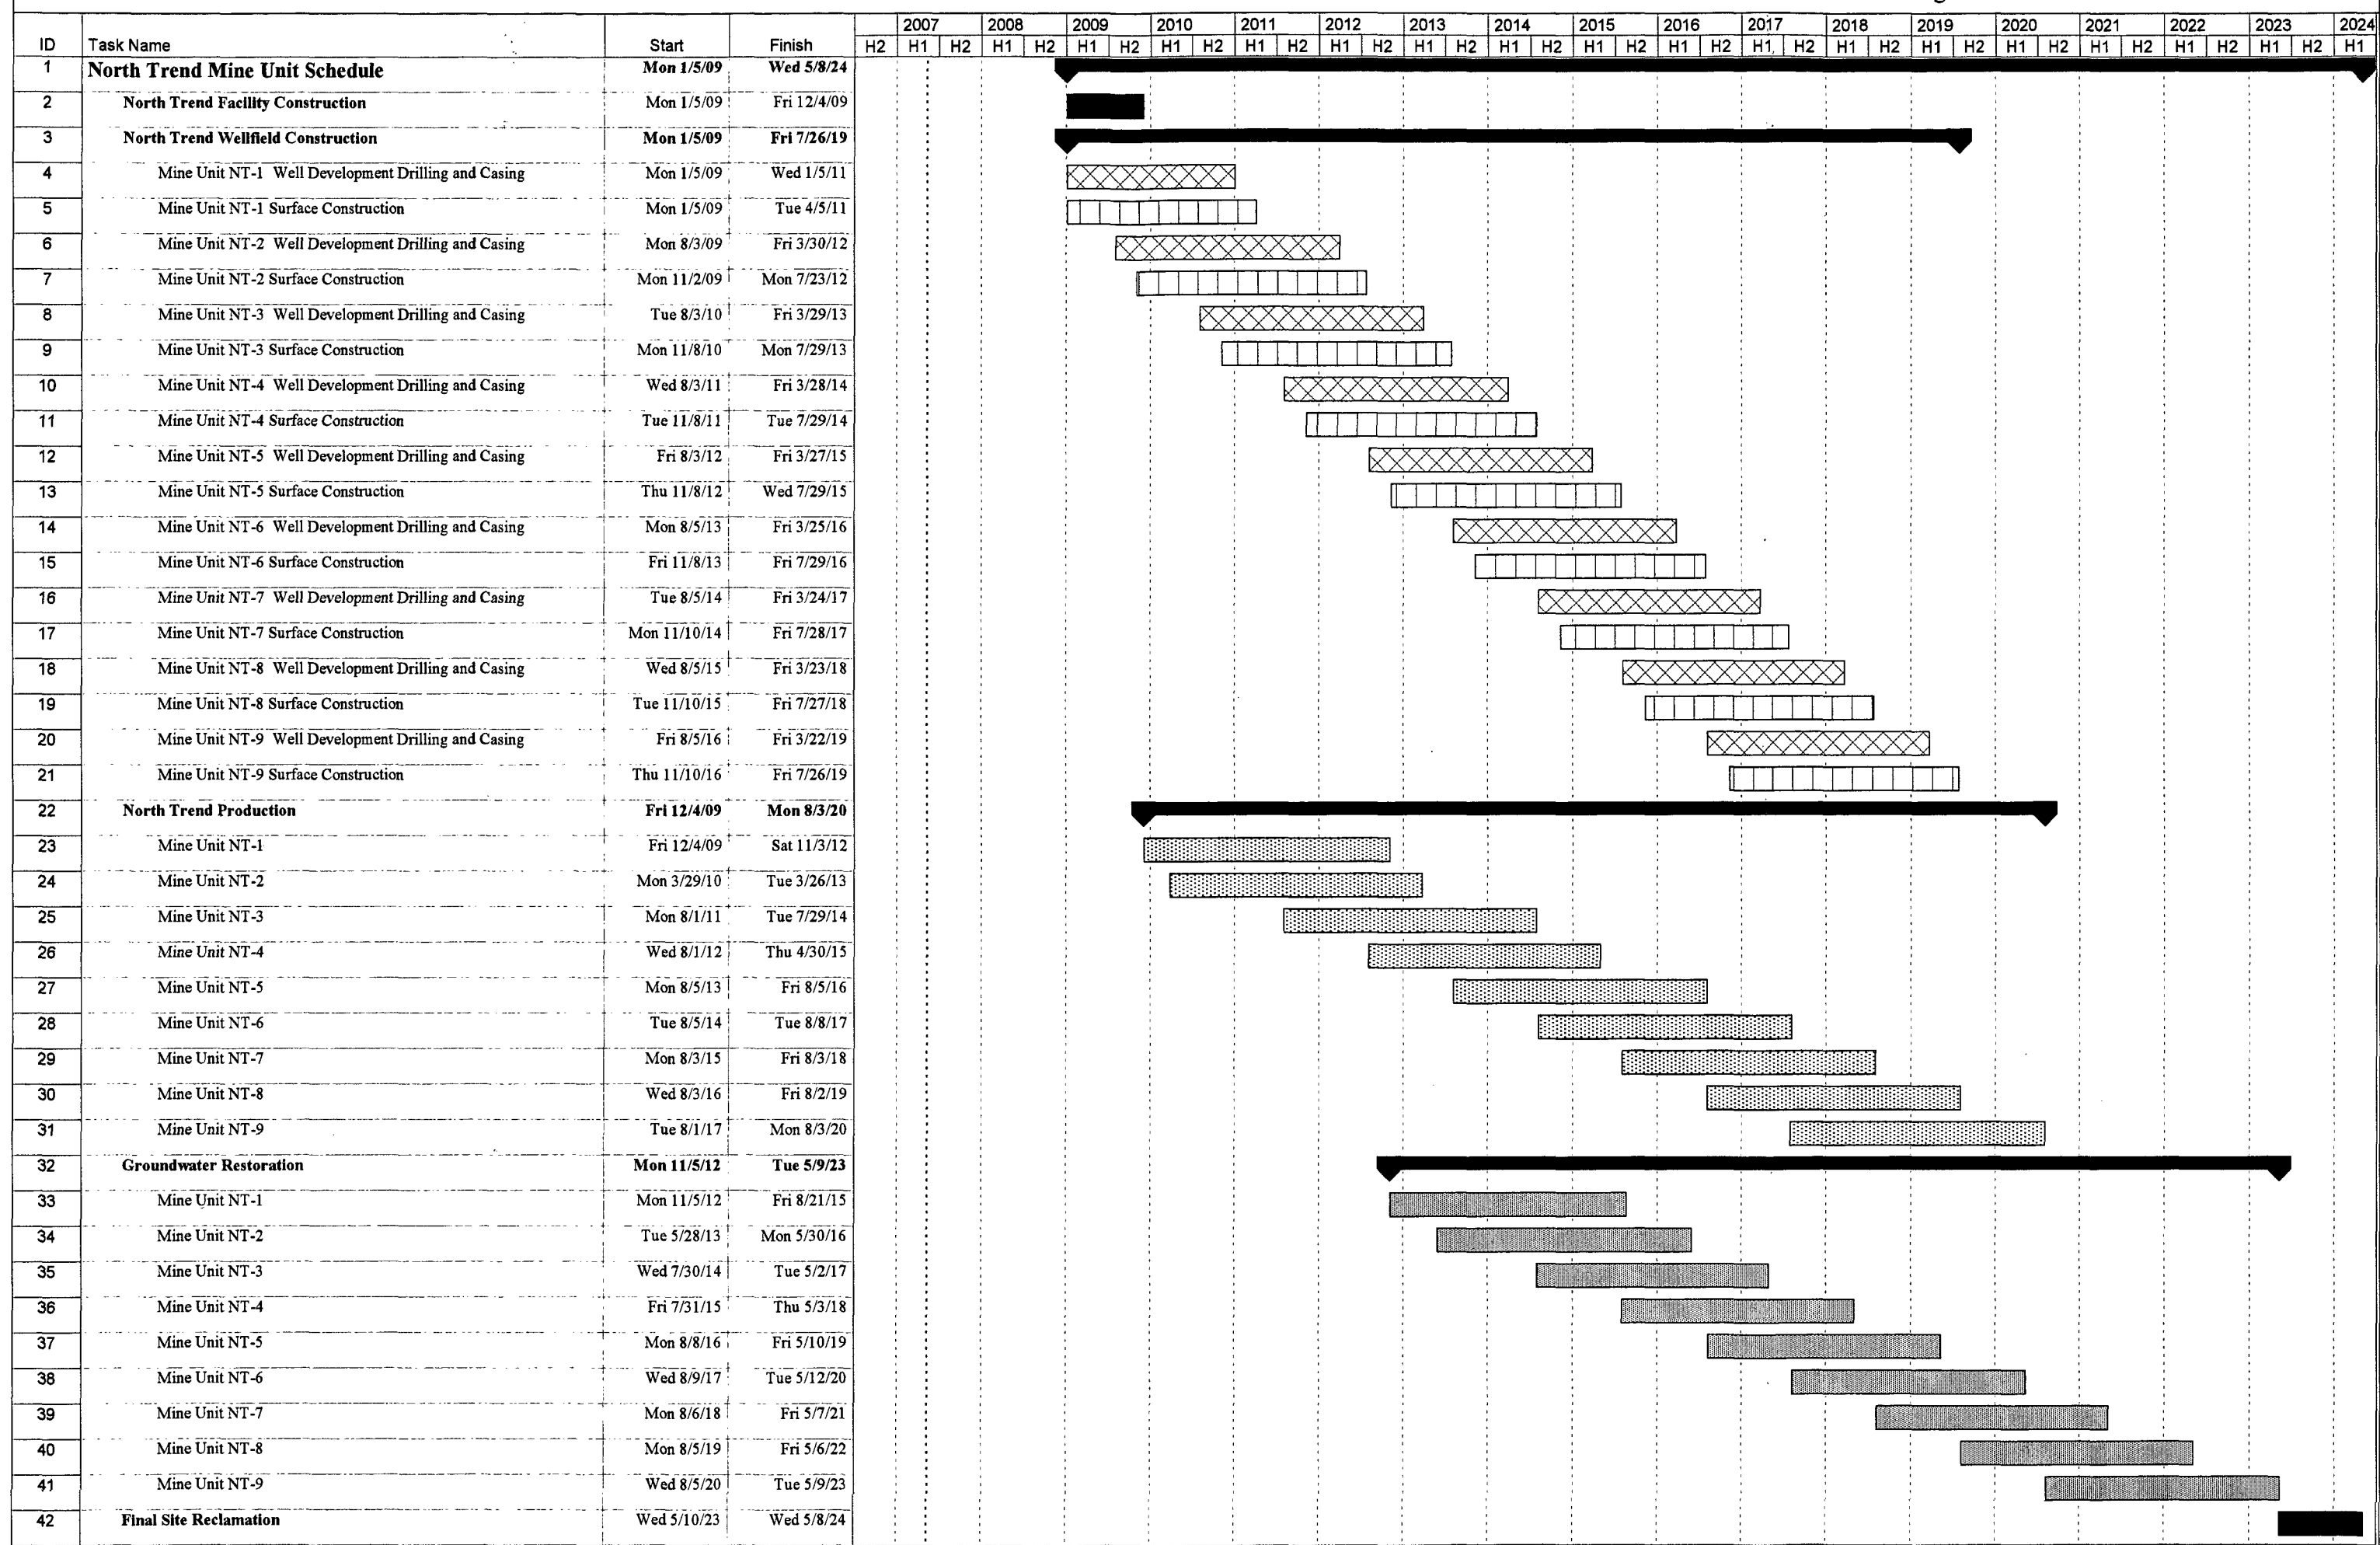 2007 2008 2009 2010 2011 2012 2013 2014 2015 2016 2017 2018 2019 2020 2021 2022 2023 2024
ID Task Name Start Finish H2 H1 H2 H1 H2 H1 H2 H1 H2 H1 H2 H1 H2 H1 H2 H1 H2 H1 H2 H1 H2 H1 H2 H1 H2 H1 H2 H1 H2 H1 H2 H1 H2 H1 H2 H1
1 North Trend Mine Unit Schedule Mon 1/5/09 Wed 5/8/24
2 North Trend Facility Construction Mon 1/5/09 Fri 12/4/09
3 North Trend Wellfield Construction Mon 1/5/09 Fri 7/26/19
4 Mine Unit NT-1 Well Development Drilling and Casing Mon 1/5/09 Wed 1/5/11
5 Mine Unit NT-1 Surface Construction Mon 1/5/09 Tue 4/5/11
6 Mine Unit NT-2 Well Development Drilling and Casing Mon 8/3/09 Fri 3/30/12
7 Mine Unit NT-2 Surface Construction Mon 11/2/09 Mon 7/23/12
8 Mine Unit NT-3 Well Development Drilling and Casing Tue 8/3/10 Fri 3/29/13
9 Mine Unit NT-3 Surface Construction Mon 11/8/10 Mon 7/29/13
10 Mine Unit NT-4 Well Development Drilling and Casing Wed 8/3/11 Fri 3/28/14
11 Mine Unit NT-4 Surface Construction Tue 11/8/11 Tue 7/29/14
12 Mine Unit NT-5 Well Development Drilling and Casing Fri 8/3/12 Fri 3/27/15
13 Mine Unit NT-5 Surface Construction Thu 11/8/12 Wed 7/29/15
14 Mine Unit NT-6 Well Development Drilling and Casing Mon 8/5/13 Fri 3/25/16
15 Mine Unit NT-6 Surface Construction Fri 11/8/13 Fri 7/29/16
16 Mine Unit NT-7 Well Development Drilling and Casing Tue 8/5/14 Fri 3/24/17
17 Mine Unit NT-7 Surface Construction Mon 11/10/14 Fri 7/28/17
18 Mine Unit NT-8 Well Development Drilling and Casing Wed 8/5/15 Fri 3/23/18
19 Mine Unit NT-8 Surface Construction Tue 11/10/15 Fri 7/27/18
20 Mine Unit NT-9 Well Development Drilling and Casing Fri 8/5/16 Fri 3/22/19
21 Mine Unit NT-9 Surface Construction Thu 11/10/16 Fri 7/26/19
22 North Trend Production Fri 12/4/09 Mon 8/3/20
23 Mine Unit NT-1 Fri 12/4/09 Sat 11/3/12
24 Mine Unit NT-2 Mon 3/29/10 Tue 3/26/13
25 Mine Unit NT-3 Mon 8/1/11 Tue 7/29/14
26 Mine Unit NT-4 Wed 8/1/12 Thu 4/30/15
27 Mine Unit NT-5 Mon 8/5/13 Fri 8/5/16
28 Mine Unit NT-6 Tue 8/5/14 Tue 8/8/17
29 Mine Unit NT-7 Mon 8/3/15 Fri 8/3/18
30 Mine Unit NT-8 Wed 8/3/16 Fri 8/2/19
31 Mine Unit NT-9 Tue 8/1/17 Mon 8/3/20
32 Groundwater Restoration Mon 11/5/12 Tue 5/9/23
33 Mine Unit NT-1 Mon 11/5/12 Fri 8/21/15
34 Mine Unit NT-2 Tue 5/28/13 Mon 5/30/16
35 Mine Unit NT-3 Wed 7/30/14 Tue 5/2/17
36 Mine Unit NT-4 Fri 7/31/15 Thu 5/3/18
37 Mine Unit NT-5 Mon 8/8/16 Fri 5/10/19
38 Mine Unit NT-6 Wed 8/9/17 Tue 5/12/20
39 Mine Unit NT-7 Mon 8/6/18 Fri 5/7/21
40 Mine Unit NT-8 Mon 8/5/19 Fri 5/6/22
41 Mine Unit NT-9 Wed 8/5/20 Tue 5/9/23
42 Final Site Reclamation Wed 5/10/23 Wed 5/8/24